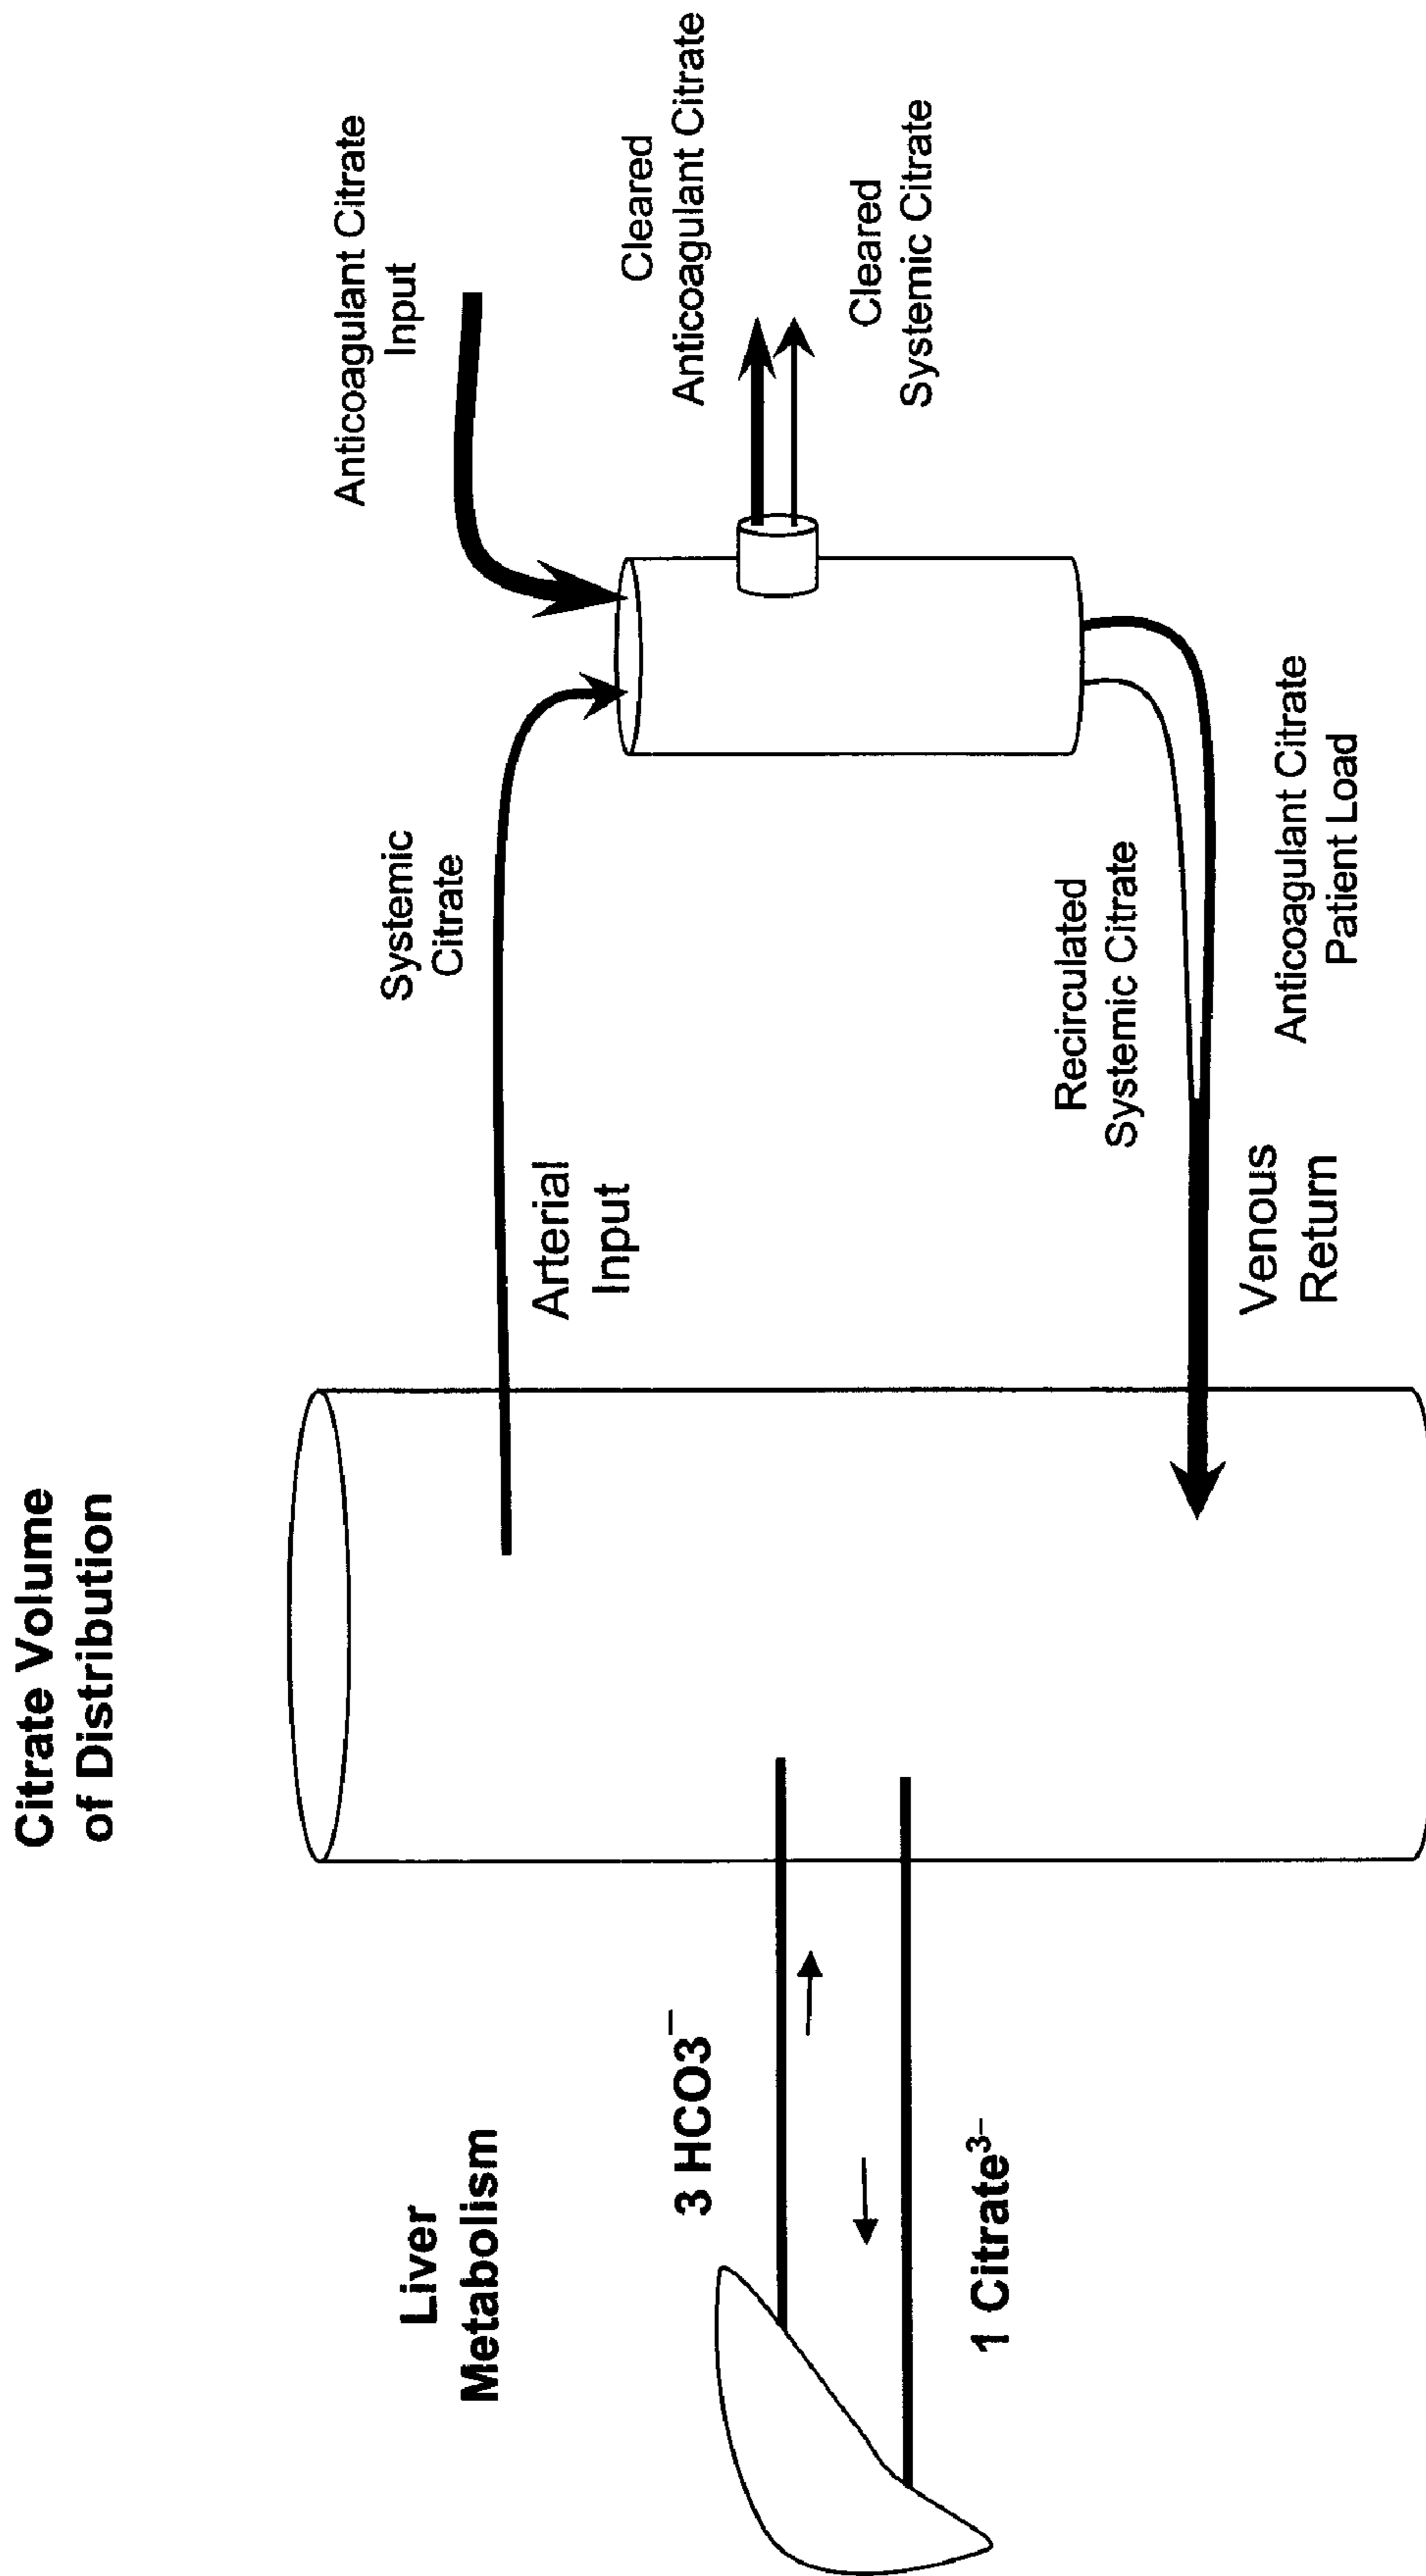 Citrate Volume
of Distribution
Liver
Metabolism
3 HCO3⁻
1 Citrate³⁻
Arterial
Input
Systemic
Citrate
Anticoagulant Citrate
Input
Cleared
Anticoagulant Citrate
Cleared
Systemic Citrate
Recirculated
Systemic Citrate
Anticoagulant Citrate
Patient Load
Venous
Return